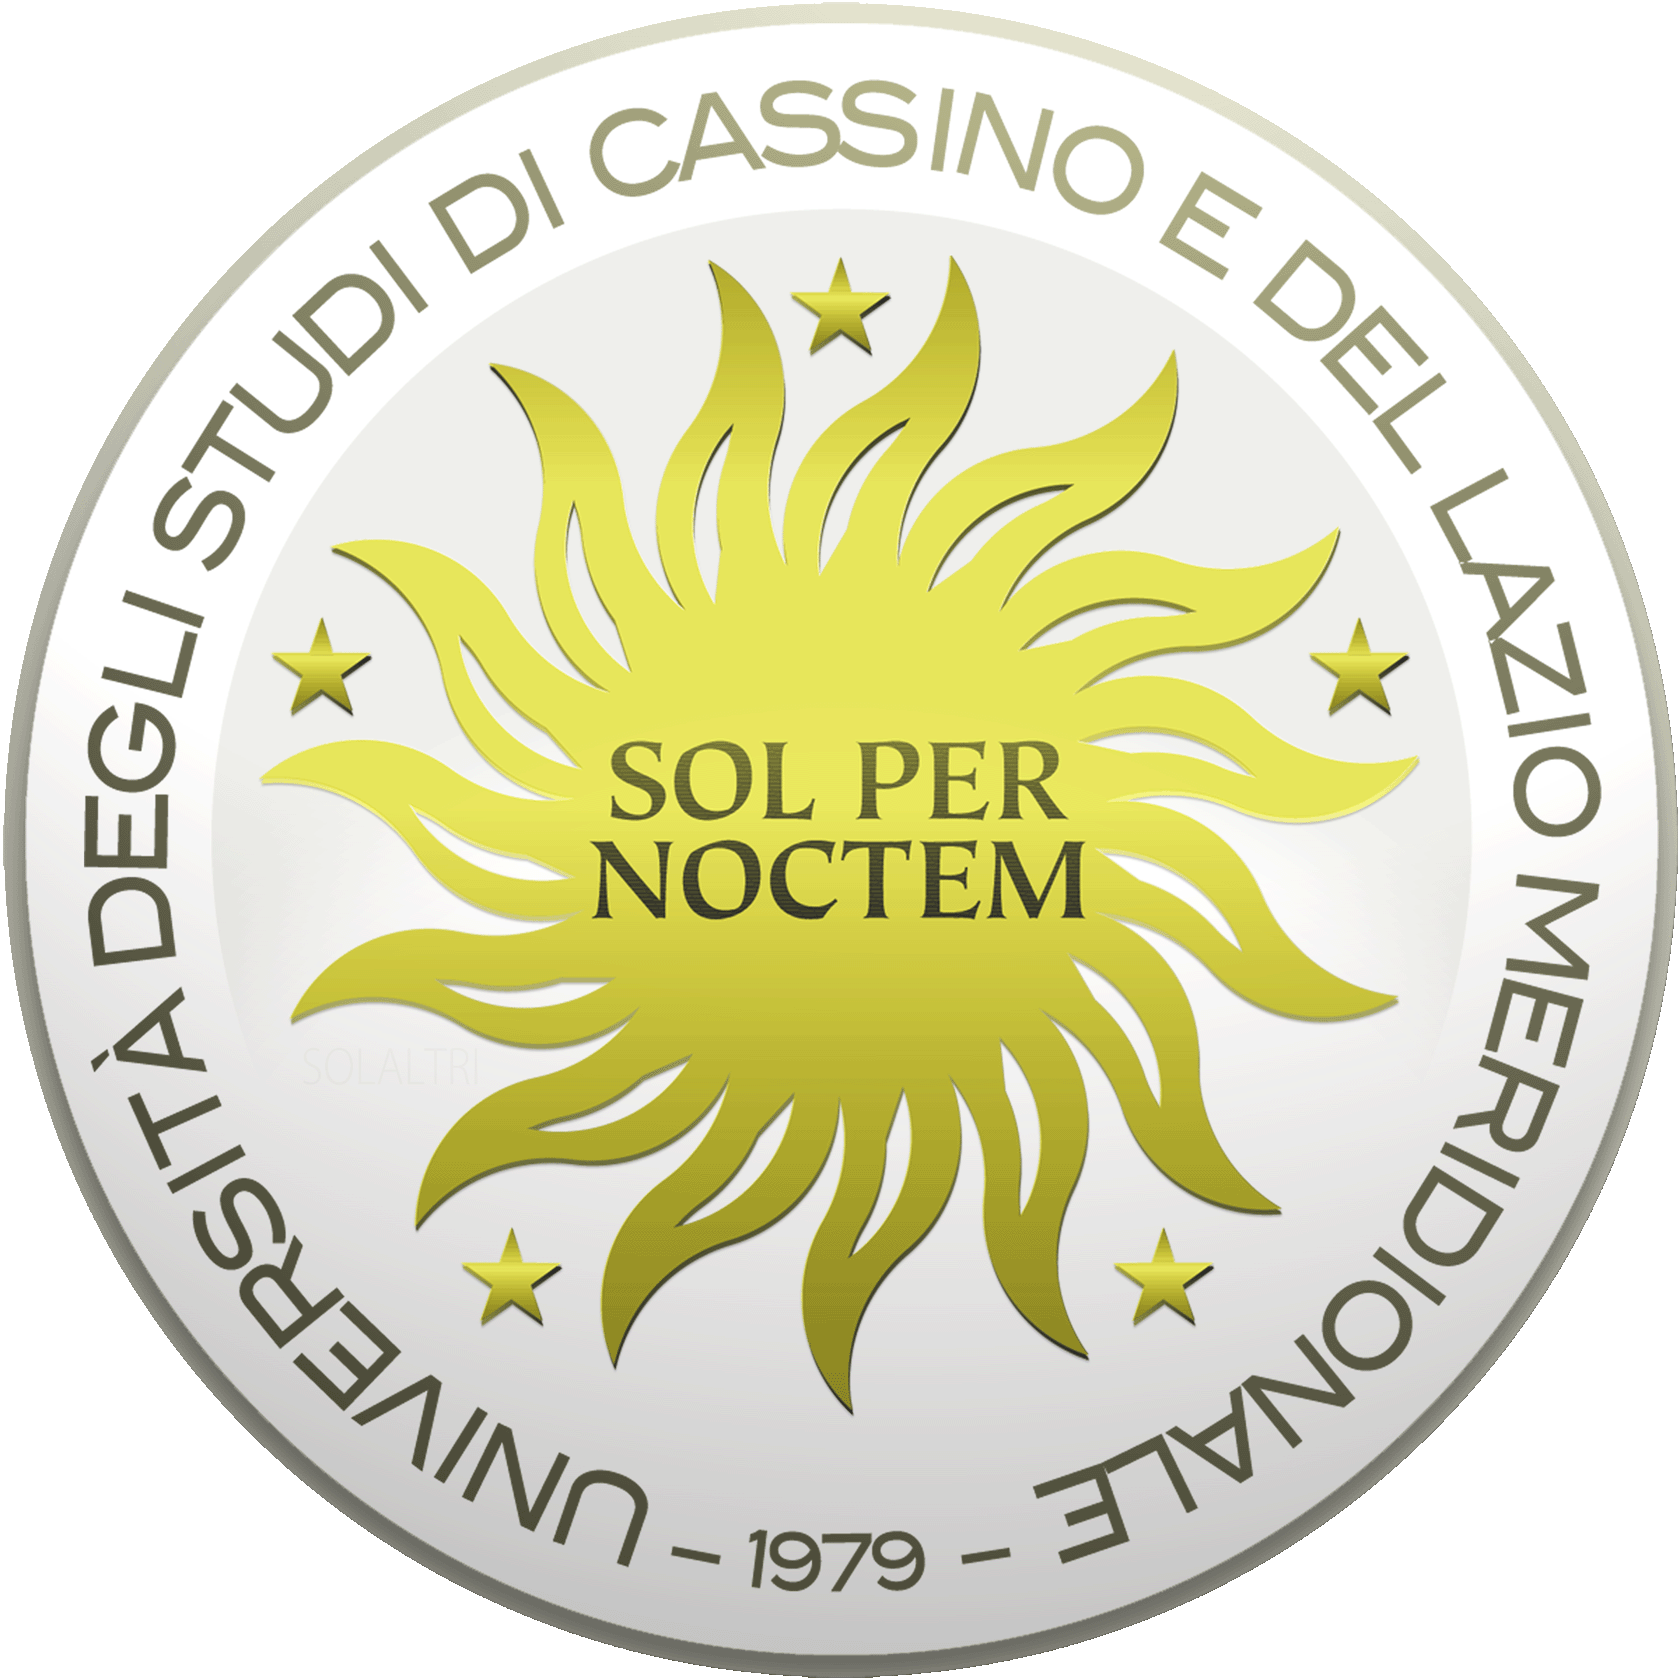 UNIVERSITÀ DEGLI STUDI DI CASSINO E DEL LAZIO MERIDIONALE
SOL PER
NOCTEM
SOLALTRI
– 1979 –